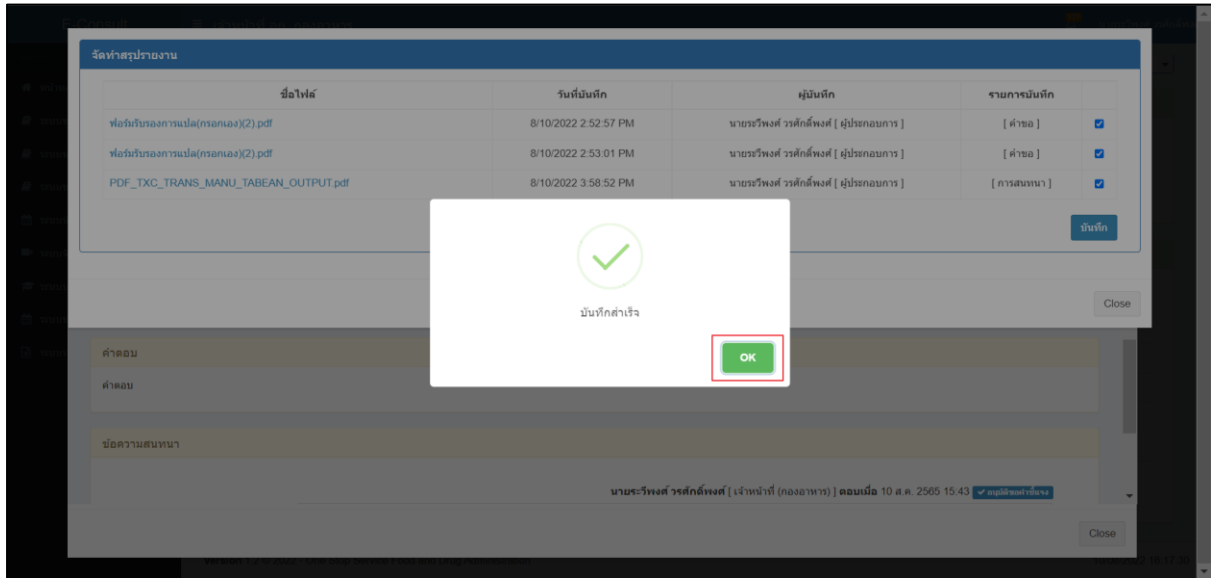 E-Consult
จัดทำสรุปรายงาน
ชื่อไฟล์ วันที่บันทึก ผู้บันทึก รายการบันทึก
ฟอร์มรับรองการแปล(กรอกเอง)(2).pdf 8/10/2022 2:52:57 PM นายระวีพงศ์ วรศักดิ์พงศ์ [ ผู้ประกอบการ ] [ คำขอ ]
ฟอร์มรับรองการแปล(กรอกเอง)(2).pdf 8/10/2022 2:53:01 PM นายระวีพงศ์ วรศักดิ์พงศ์ [ ผู้ประกอบการ ] [ คำขอ ]
PDF_TXC_TRANS_MANU_TABEAN_OUTPUT.pdf 8/10/2022 3:58:52 PM นายระวีพงศ์ วรศักดิ์พงศ์ [ ผู้ประกอบการ ] [ การสนทนา ]
บันทึก
Close
บันทึกสำเร็จ
OK
คำตอบ
คำตอบ
ข้อความสนทนา
นายระวีพงศ์ วรศักดิ์พงศ์ [ เจ้าหน้าที่ (กองอาหาร) ] ตอบเมื่อ 10 ส.ค. 2565 15:43
Close